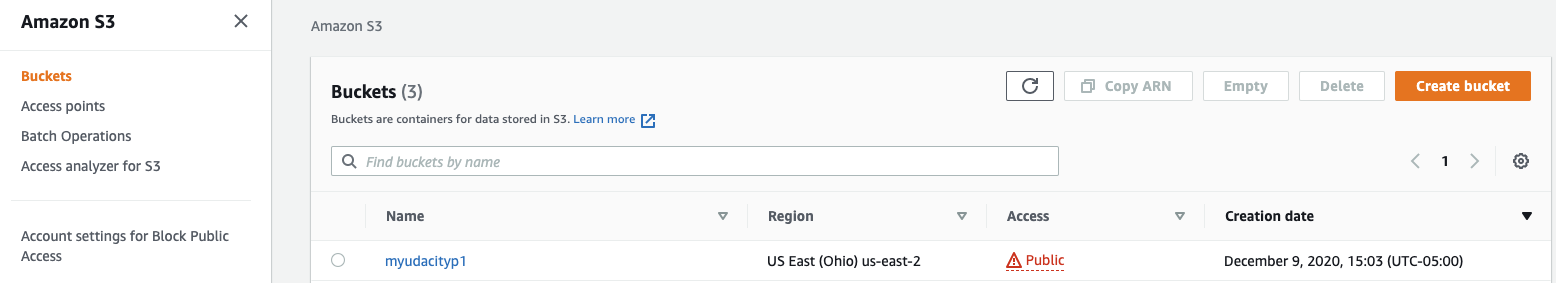 Amazon S3
Buckets
Access points
Batch Operations
Access analyzer for S3
Account settings for Block Public
Access
Amazon S3
Buckets (3)
Copy ARN
Empty
Delete
Create bucket
Buckets are containers for data stored in S3. Learn more
Find buckets by name
1
Name Region Access Creation date
myudacityp1 US East (Ohio) us-east-2 Public December 9, 2020, 15:03 (UTC-05:00)